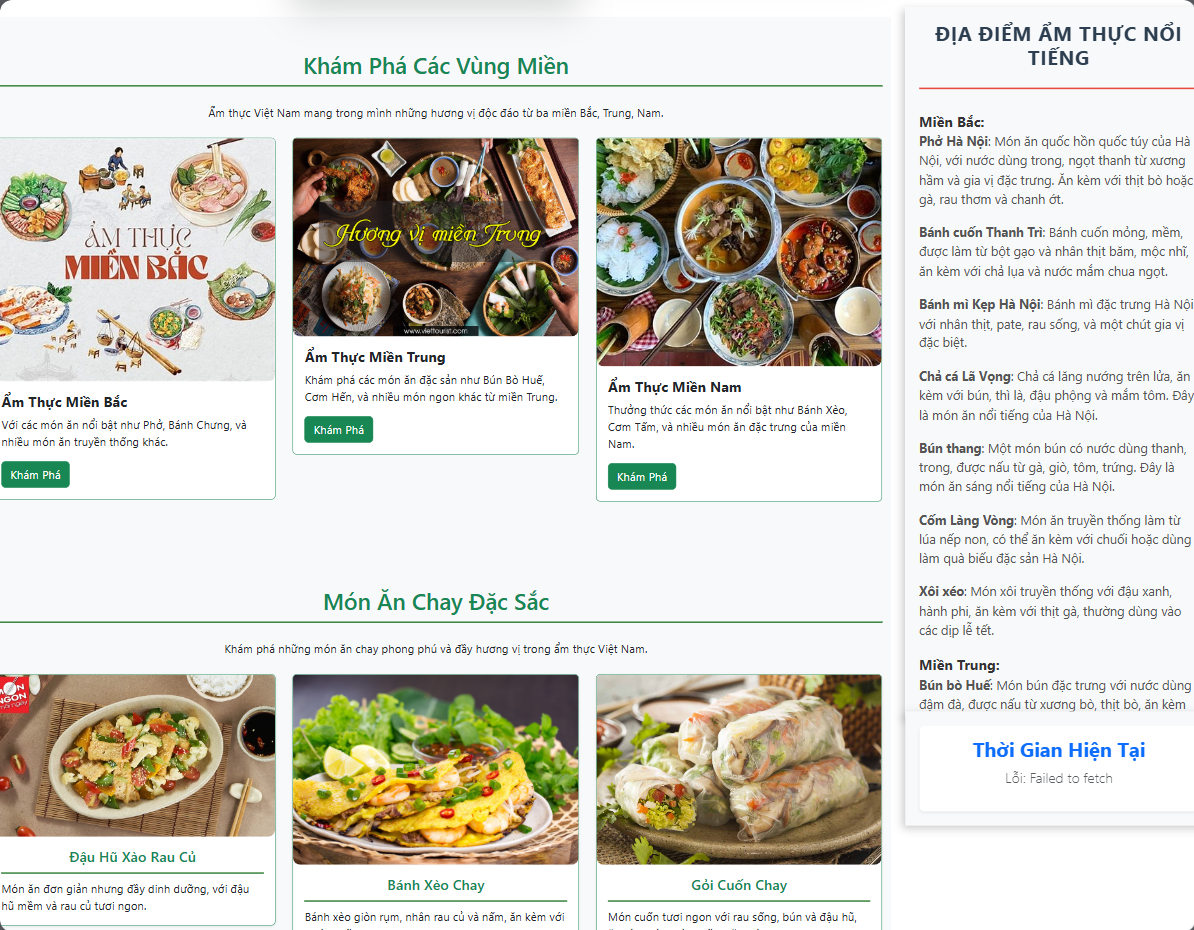 Khám Phá Các Vùng Miền
Ẩm thực Việt Nam mang trong mình những hương vị độc đáo từ ba miền Bắc, Trung, Nam.
ẨM THỰC
MIỀN BẮC
Ẩm Thực Miền Bắc
Với các món ăn nổi bật như Phở, Bánh Chưng, và
nhiều món ăn truyền thống khác.
Khám Phá
Hương vị miền Trung
www.viettourist.com
Ẩm Thực Miền Trung
Khám phá các món ăn đặc sản như Bún Bò Huế,
Cơm Hến, và nhiều món ngon khác từ miền Trung.
Khám Phá
Ẩm Thực Miền Nam
Thưởng thức các món ăn nổi bật như Bánh Xèo,
Cơm Tấm, và nhiều món ăn đặc trưng của miền
Nam.
Khám Phá
Món Ăn Chay Đặc Sắc
Khám phá những món ăn chay phong phú và đầy hương vị trong ẩm thực Việt Nam.
MÓN
NGON
Đậu Hũ Xào Rau Củ
Món ăn đơn giản nhưng đầy dinh dưỡng, với đậu
hũ mềm và rau củ tươi ngon.
Bánh Xèo Chay
Bánh xèo giòn rụm, nhân rau củ và nấm, ăn kèm với
Gỏi Cuốn Chay
Món cuốn tươi ngon với rau sống, bún và đậu hũ,
ĐỊA ĐIỂM ẨM THỰC NỔI
TIẾNG
Miền Bắc:
Phở Hà Nội: Món ăn quốc hồn quốc túy của Hà
Nội, với nước dùng trong, ngọt thanh từ xương
hầm và gia vị đặc trưng. Ăn kèm với thịt bò hoặc
gà, rau thơm và chanh ớt.
Bánh cuốn Thanh Trì: Bánh cuốn mỏng, mềm,
được làm từ bột gạo và nhân thịt băm, mộc nhĩ,
ăn kèm với chả lụa và nước mắm chua ngọt.
Bánh mì Kẹp Hà Nội: Bánh mì đặc trưng Hà Nội
với nhân thịt, pate, rau sống, và một chút gia vị
đặc biệt.
Chả cá Lã Vọng: Chả cá lăng nướng trên lửa, ăn
kèm với bún, thì là, đậu phộng và mắm tôm. Đây
là món ăn nổi tiếng của Hà Nội.
Bún thang: Một món bún có nước dùng thanh,
trong, được nấu từ gà, giò, tôm, trứng. Đây là
món ăn sáng nổi tiếng của Hà Nội.
Cốm Làng Vòng: Món ăn truyền thống làm từ
lúa nếp non, có thể ăn kèm với chuối hoặc dùng
làm quà biếu đặc sản Hà Nội.
Xôi xéo: Món xôi truyền thống với đậu xanh,
hành phi, ăn kèm với thịt gà, thường dùng vào
các dịp lễ tết.
Miền Trung:
Bún bò Huế: Món bún đặc trưng với nước dùng
đậm đà, được nấu từ xương bò, thịt bò, ăn kèm
Thời Gian Hiện Tại
Lỗi: Failed to fetch